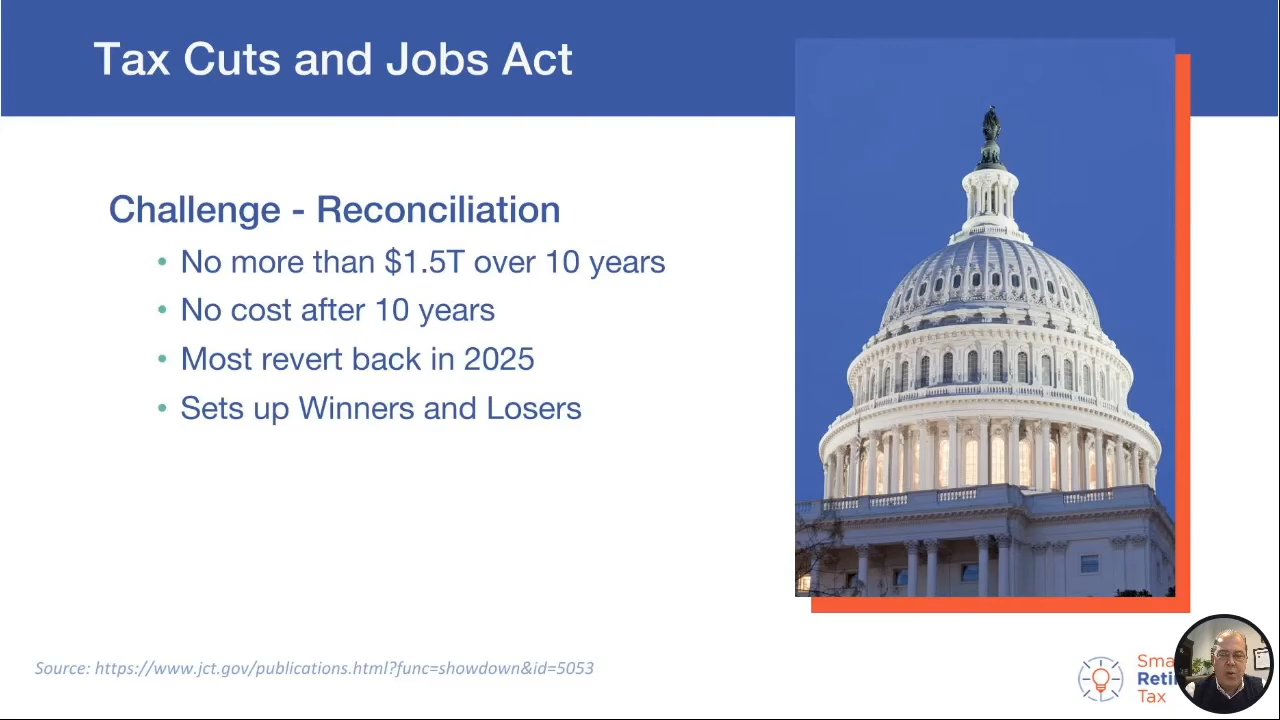 Tax Cuts and Jobs Act
Challenge - Reconciliation
• No more than $1.5T over 10 years
• No cost after 10 years
• Most revert back in 2025
• Sets up Winners and Losers
Source: https://www.jct.gov/publications.html?func=showdown&id=5053
Tax